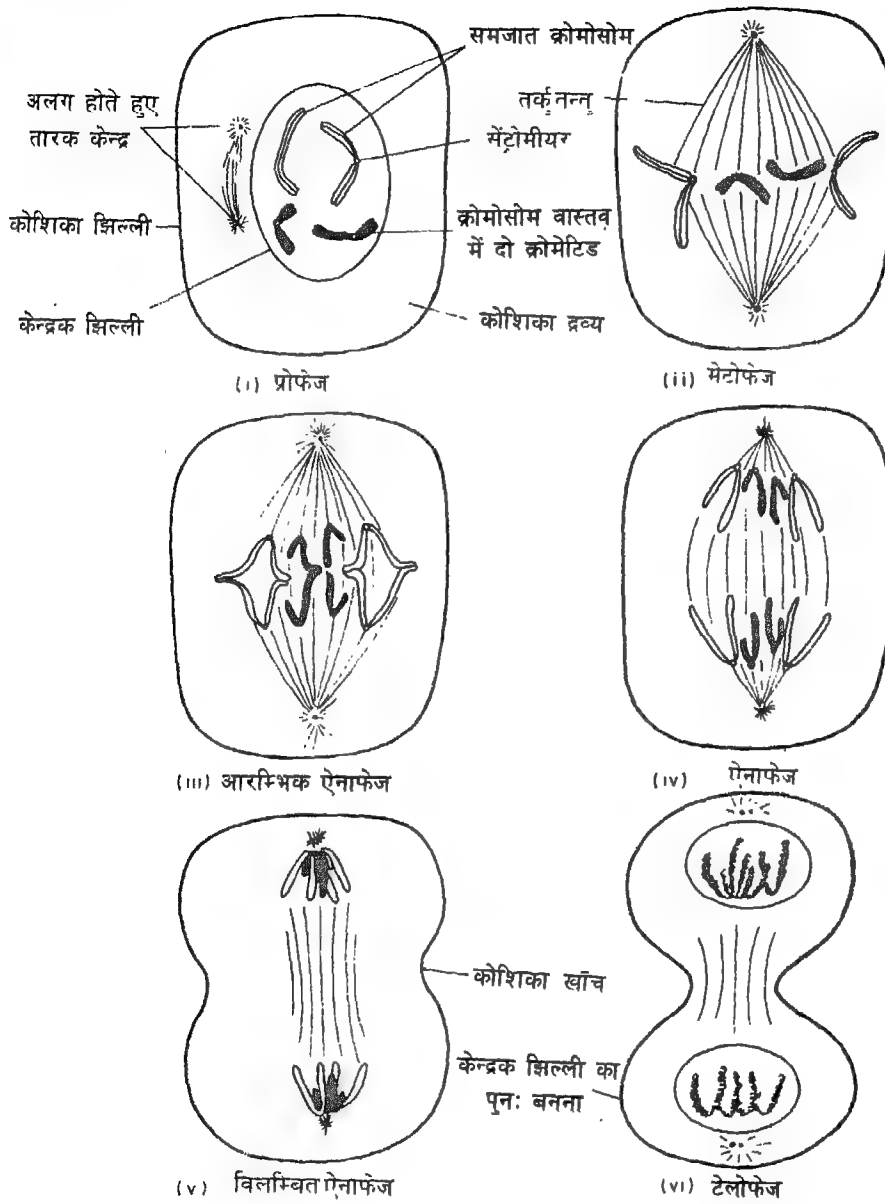 समजात क्रोमोसोम
अलग होते हुए
तारक केन्द्र
कोशिका झिल्ली
केन्द्रक झिल्ली
तर्कु तन्तु
सेंट्रोमीयर
क्रोमोसोम वास्तव
में दो क्रोमेटिड
कोशिका द्रव्य
(i) प्रोफेज
(ii) मेटोफेज
(iii) आरम्भिक ऐनाफेज
(iv) ऐनाफेज
कोशिका खाँच
केन्द्रक झिल्ली का
पुनः बनना
(v) विलम्बित ऐनाफेज
(vi) टेलोफेज